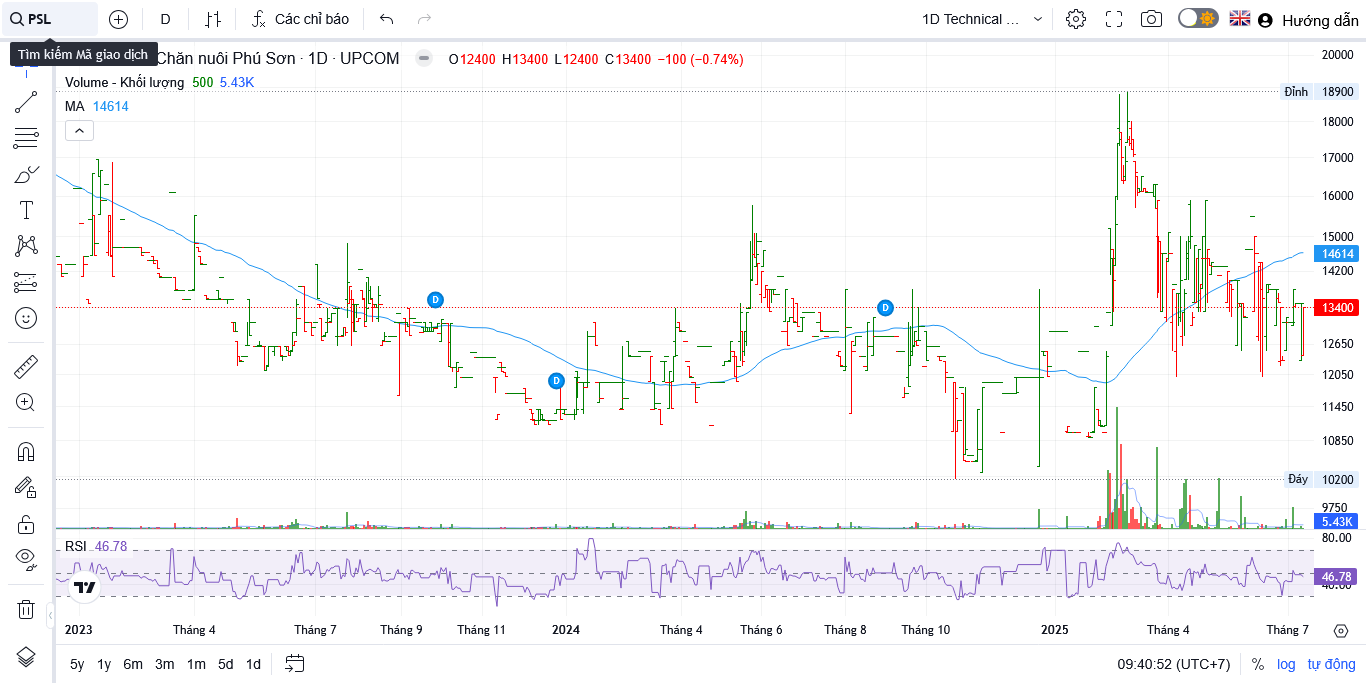 PSL
D
Các chỉ báo
1D Technical ...
Hướng dẫn
Tìm kiếm Mã giao dịch
Chăn nuôi Phú Sơn · 1D · UPCOM
O12400 H13400 L12400 C13400 −100 (−0.74%)
Volume - Khối lượng 500 5.43K
MA 14614
20000
Đỉnh 18900
18000
17000
16000
15000
14614
14200
13400
12650
12050
11450
10850
Đáy 10200
9750
5.43K
D
D
D
RSI 46.78
80.00
46.78
40.00
2023 Tháng 4 Tháng 7 Tháng 9 Tháng 11 2024 Tháng 4 Tháng 6 Tháng 8 Tháng 10 2025 Tháng 4 Tháng 7
5y 1y 6m 3m 1m 5d 1d
09:40:52 (UTC+7) % log tự động